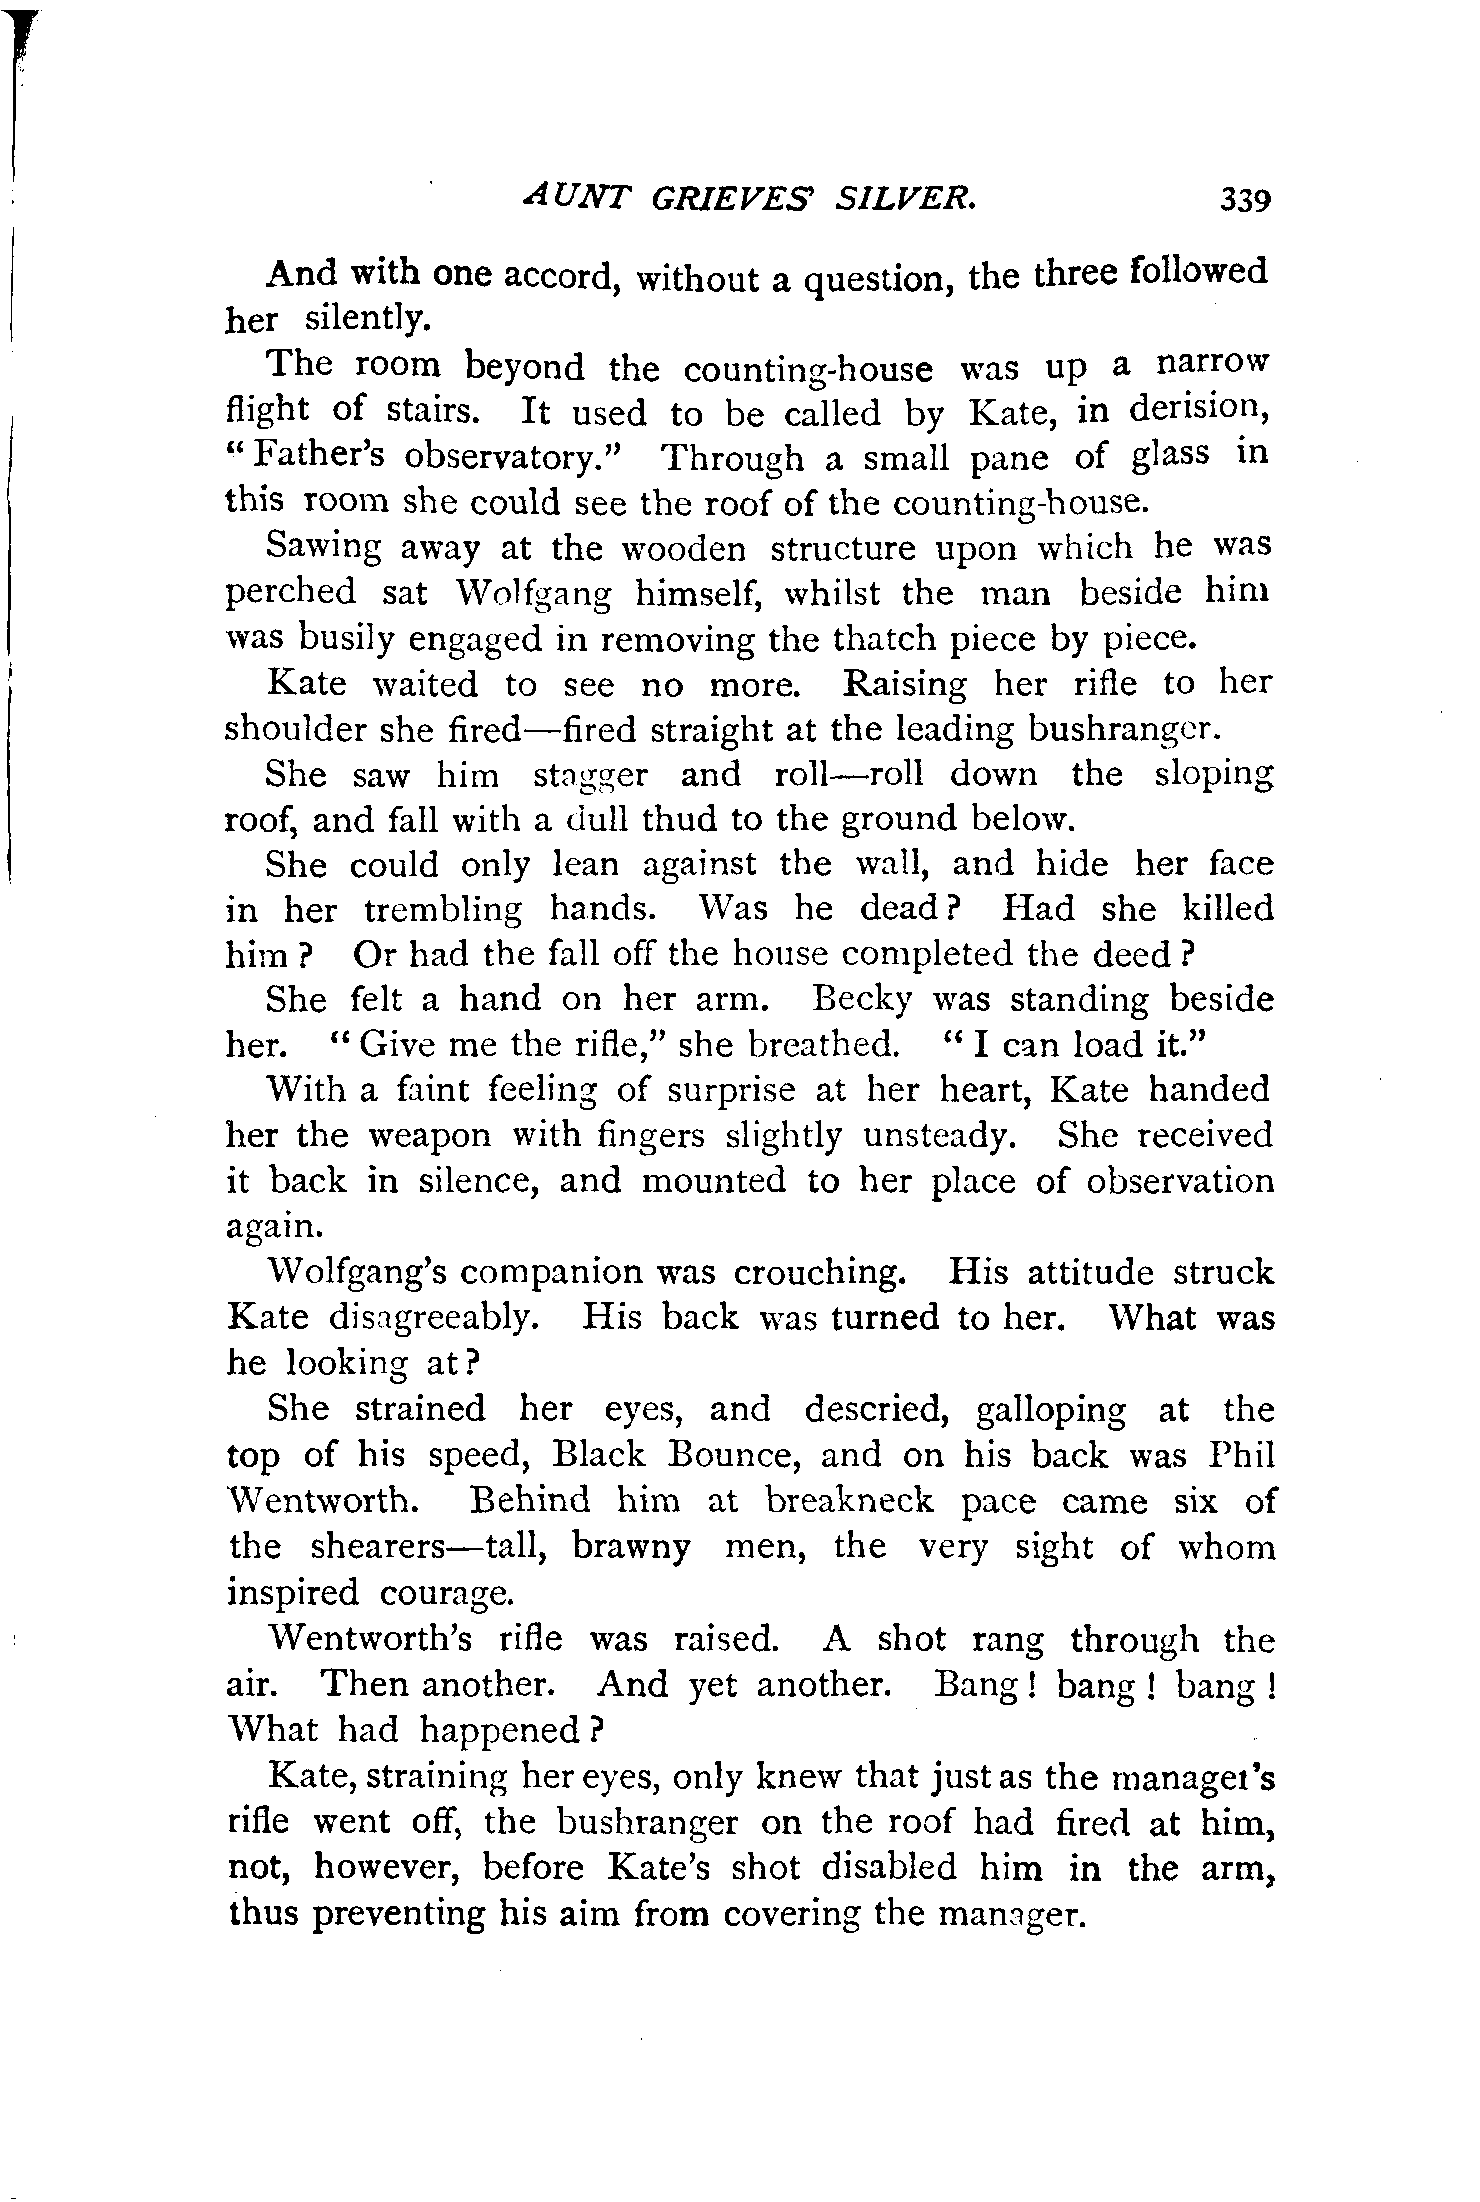 AUNT GRIEVES' SILVER. 339
And with one accord, without a question, the three followed
her silently.
The room beyond the counting-house was up a narrow
flight of stairs. It used to be called by Kate, in derision,
"Father's observatory." Through a small pane of glass in
this room she could see the roof of the counting-house.
Sawing away at the wooden structure upon which he was
perched sat Wolfgang himself, whilst the man beside him
was busily engaged in removing the thatch piece by piece.
Kate waited to see no more. Raising her rifle to her
shoulder she fired—fired straight at the leading bushranger.
She saw him stagger and roll—roll down the sloping
roof, and fall with a dull thud to the ground below.
She could only lean against the wall, and hide her face
in her trembling hands. Was he dead? Had she killed
him? Or had the fall off the house completed the deed?
She felt a hand on her arm. Becky was standing beside
her. "Give me the rifle," she breathed. "I can load it."
With a faint feeling of surprise at her heart, Kate handed
her the weapon with fingers slightly unsteady. She received
it back in silence, and mounted to her place of observation
again.
Wolfgang's companion was crouching. His attitude struck
Kate disagreeably. His back was turned to her. What was
he looking at?
She strained her eyes, and descried, galloping at the
top of his speed, Black Bounce, and on his back was Phil
Wentworth. Behind him at breakneck pace came six of
the shearers—tall, brawny men, the very sight of whom
inspired courage.
Wentworth's rifle was raised. A shot rang through the
air. Then another. And yet another. Bang! bang! bang!
What had happened?
Kate, straining her eyes, only knew that just as the manager's
rifle went off, the bushranger on the roof had fired at him,
not, however, before Kate's shot disabled him in the arm,
thus preventing his aim from covering the manager.